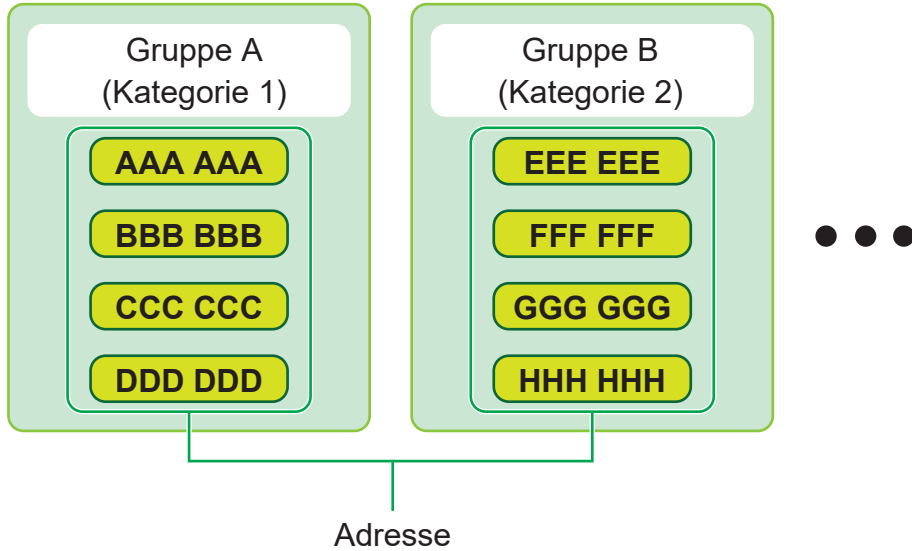 Gruppe A
(Kategorie 1)
AAA AAA
BBB BBB
CCC CCC
DDD DDD
Gruppe B
(Kategorie 2)
EEE EEE
FFF FFF
GGG GGG
HHH HHH
Adresse